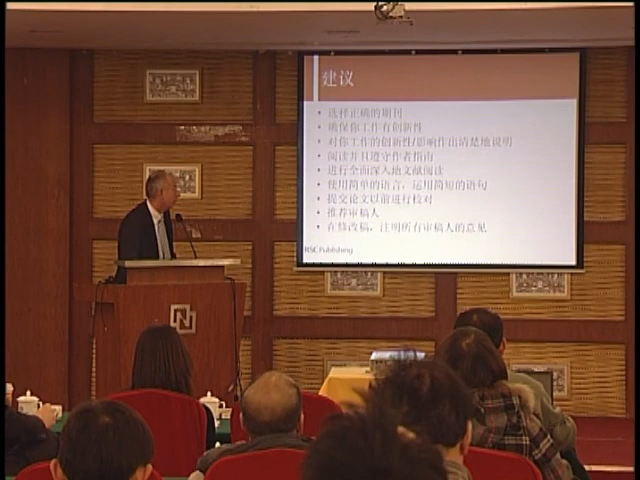 建议
• 选择正确的期刊
• 确保你工作有创新性
• 对你工作的创新性/影响作出清楚地说明
• 阅读并且遵守作者指南
• 进行全面深入地文献阅读
• 使用简单的语言，运用简短的语句
• 提交论文以前进行校对
• 推荐审稿人
• 在修改稿，注明所有审稿人的意见
RSC Publishing